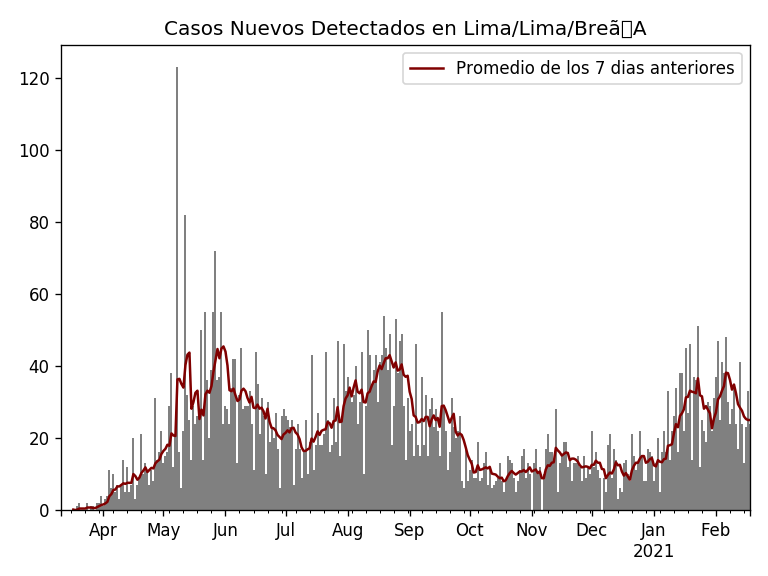 Casos Nuevos Detectados en Lima/Lima/Breã□A
Promedio de los 7 dias anteriores
120
100
80
60
40
20
0
Apr May Jun Jul Aug Sep Oct Nov Dec Jan Feb
2021